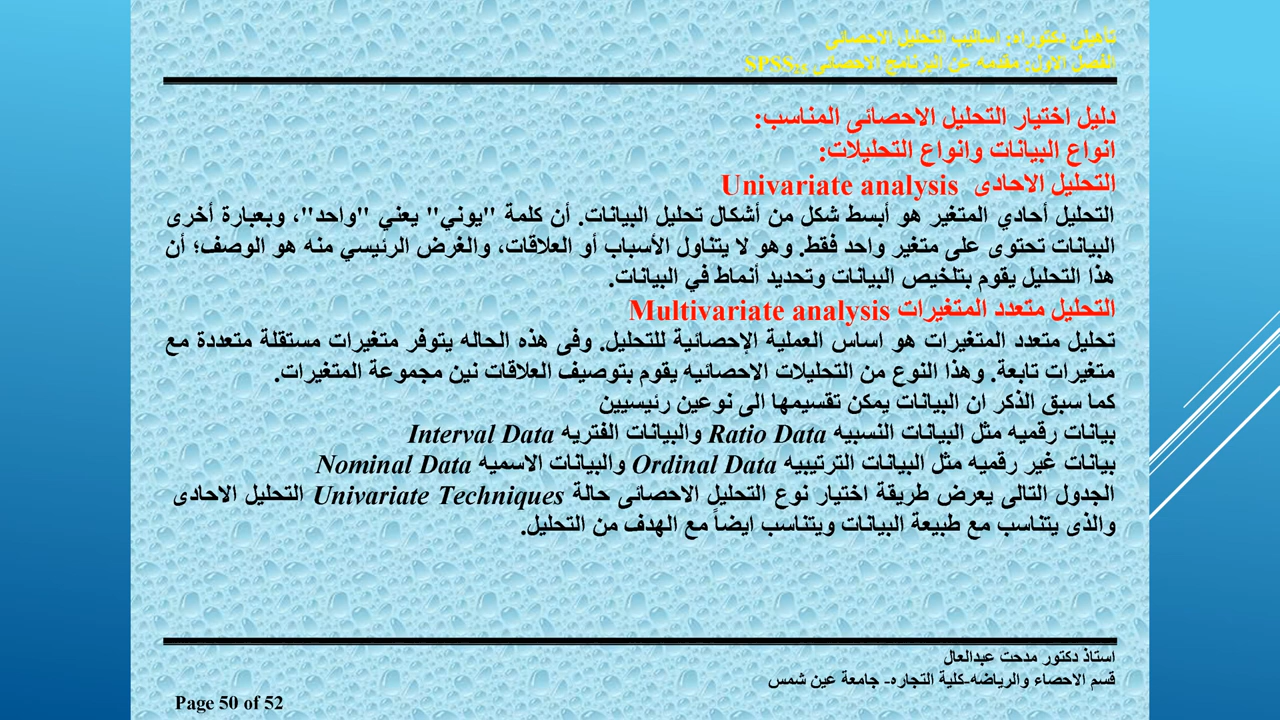 تأهيلى دكتوراه: اساليب التحليل الاحصائى
الفصل الاول: مقدمه عن البرنامج الاحصائى SPSS
دليل اختيار التحليل الاحصائى المناسب:
انواع البيانات وانواع التحليلات:
التحليل الاحادى Univariate analysis
التحليل أحادي المتغير هو أبسط شكل من أشكال تحليل البيانات. أن كلمة "يوني" يعني "واحد"، وبعبارة أخرى
البيانات تحتوى على متغير واحد فقط. وهو لا يتناول الأسباب أو العلاقات، والغرض الرئيسي منه هو الوصف؛ أن
هذا التحليل يقوم بتلخيص البيانات وتحديد أنماط في البيانات.
التحليل متعدد المتغيرات Multivariate analysis
تحليل متعدد المتغيرات هو اساس العملية الإحصائية للتحليل. وفى هذه الحاله يتوفر متغيرات مستقلة متعددة مع
متغيرات تابعة. وهذا النوع من التحليلات الاحصائيه يقوم بتوصيف العلاقات نين مجموعة المتغيرات.
كما سبق الذكر ان البيانات يمكن تقسيمها الى نوعين رئيسيين
بيانات رقميه مثل البيانات النسبيه Ratio Data والبيانات الفتريه Interval Data
بيانات غير رقميه مثل البيانات الترتيبيه Ordinal Data والبيانات الاسميه Nominal Data
الجدول التالى يعرض طريقة اختيار نوع التحليل الاحصائى حالة Univariate Techniques التحليل الاحادى
والذى يتناسب مع طبيعة البيانات ويتناسب ايضاً مع الهدف من التحليل.
استاذ دكتور مدحت عبدالعال
قسم الاحصاء والرياضه-كلية التجاره- جامعة عين شمس
Page 50 of 52